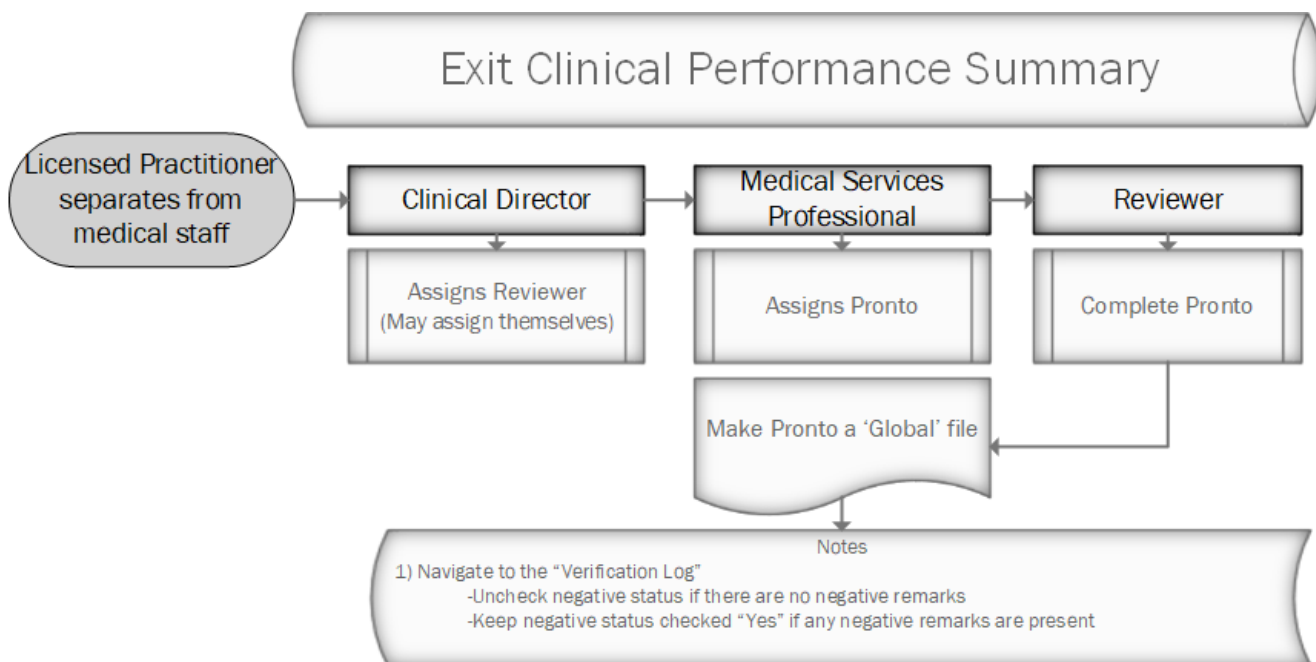 Exit Clinical Performance Summary
Licensed Practitioner
separates from
medical staff
Clinical Director
Medical Services
Professional
Reviewer
Assigns Reviewer
(May assign themselves)
Assigns Pronto
Complete Pronto
Make Pronto a ‘Global’ file
Notes
1) Navigate to the “Verification Log”
-Uncheck negative status if there are no negative remarks
-Keep negative status checked “Yes” if any negative remarks are present